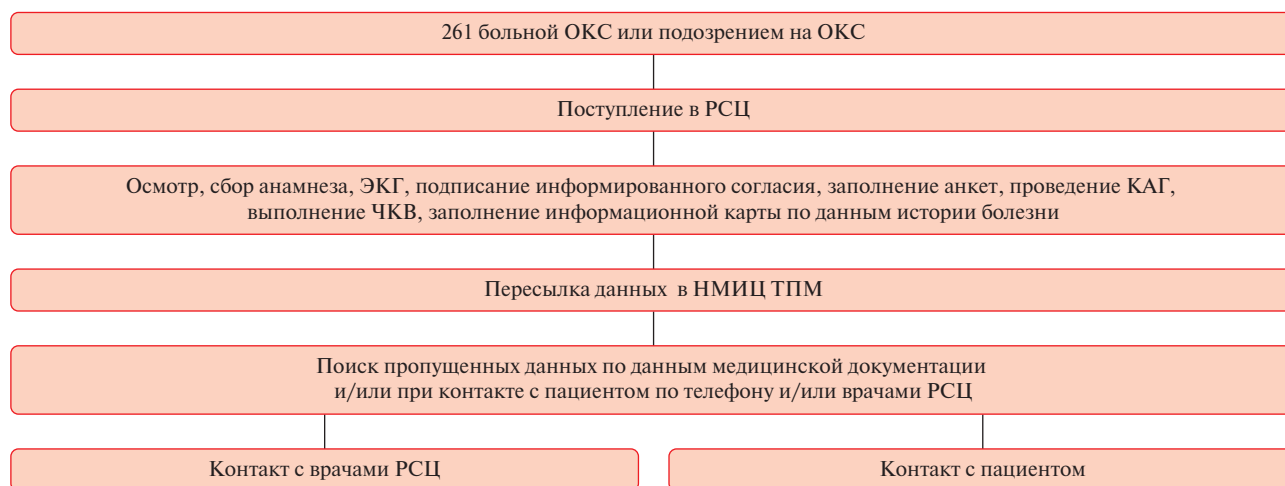 261 больной ОКС или подозрением на ОКС
Поступление в РСЦ
Осмотр, сбор анамнеза, ЭКГ, подписание информированного согласия, заполнение анкет, проведение КАГ,
выполнение ЧКВ, заполнение информационной карты по данным истории болезни
Пересылка данных в НМИЦ ТПМ
Поиск пропущенных данных по данным медицинской документации
и/или при контакте с пациентом по телефону и/или врачами РСЦ
Контакт с врачами РСЦ
Контакт с пациентом